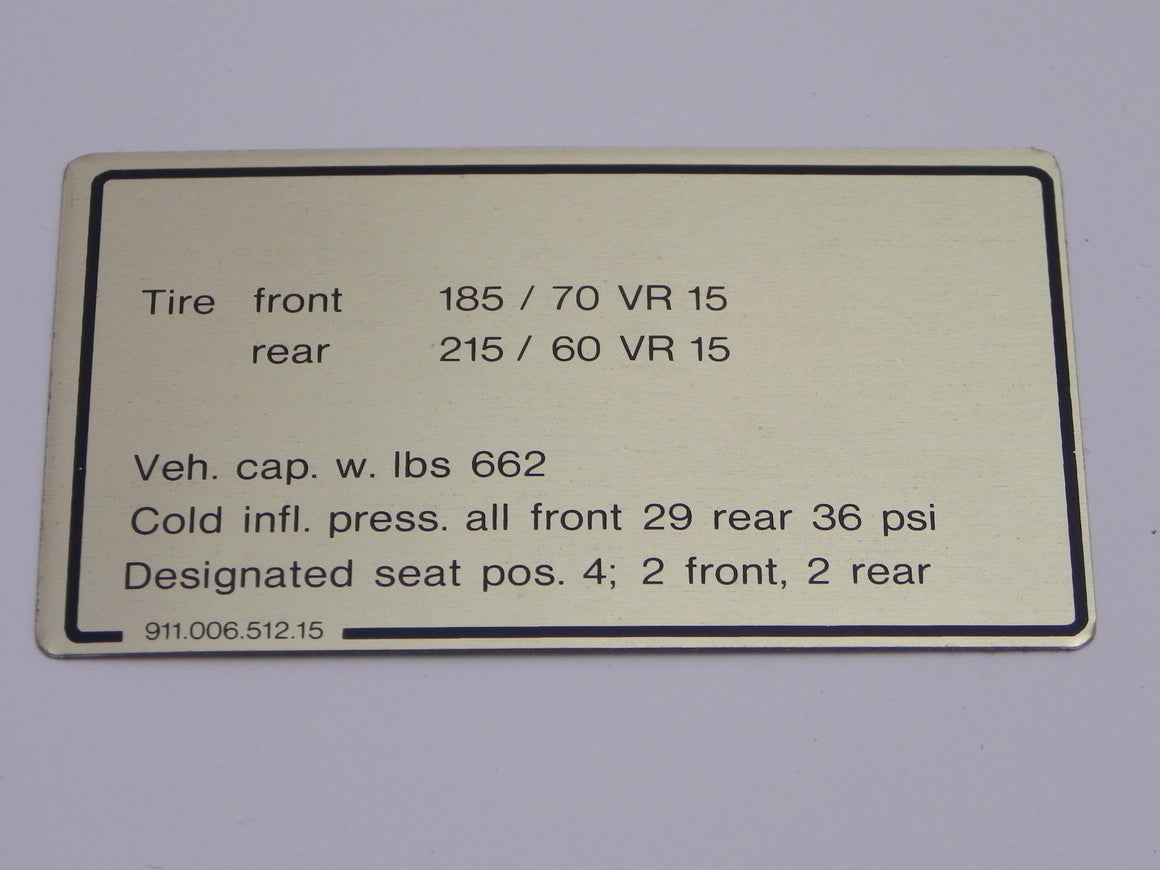 Tire front 185 / 70 VR 15
rear 215 / 60 VR 15
Veh. cap. w. lbs 662
Cold infl. press. all front 29 rear 36 psi
Designated seat pos. 4; 2 front, 2 rear
911.006.512.15